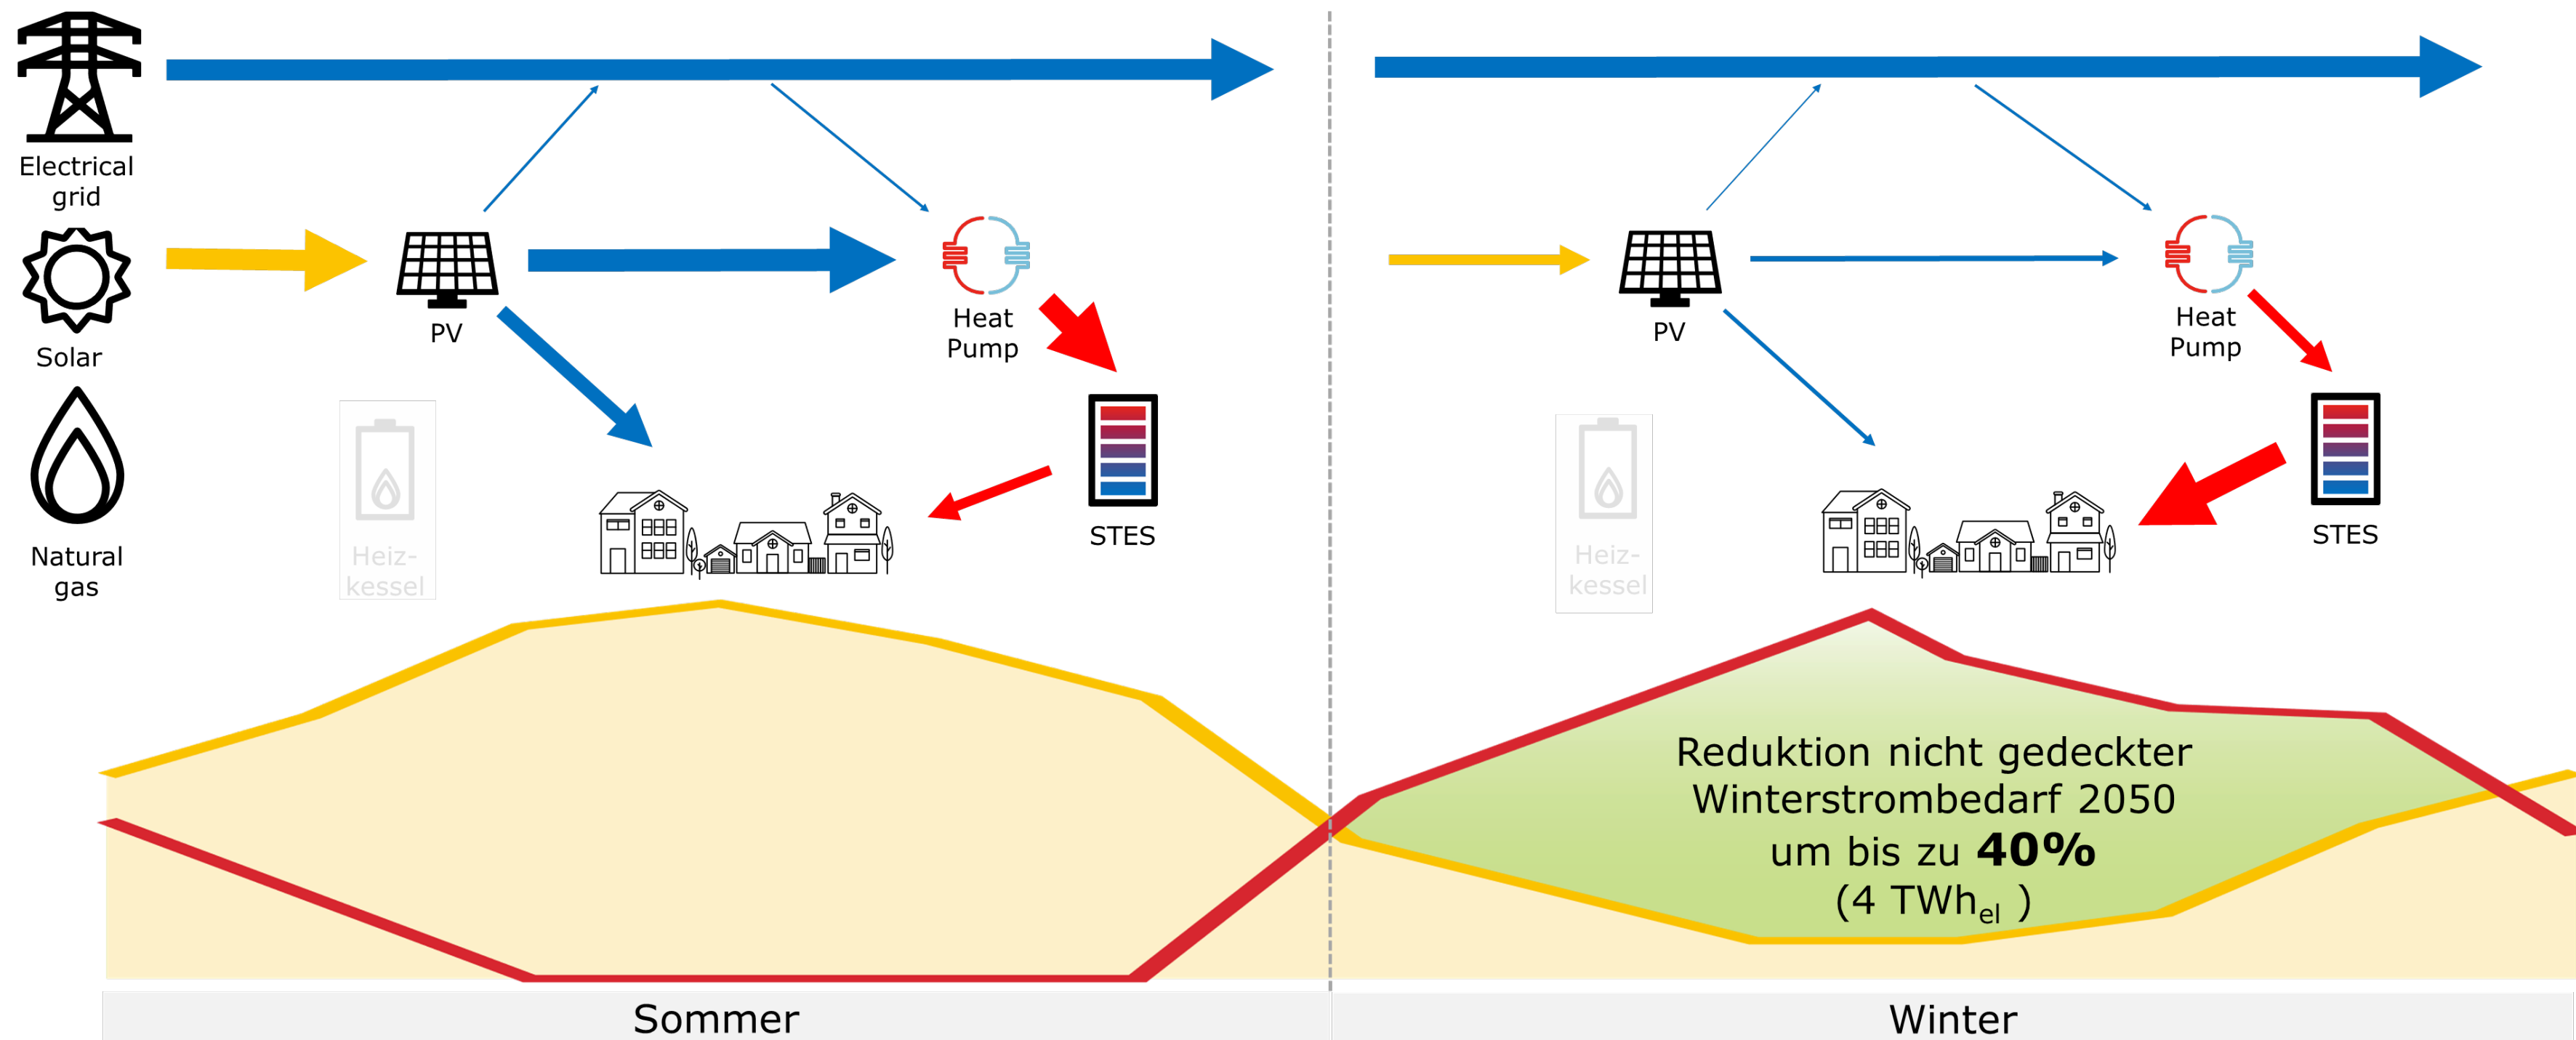 Electrical
grid
Solar
Natural
gas
PV
Heat
Pump
Heiz-
kessel
STES
PV
Heat
Pump
Heiz-
kessel
STES
Reduktion nicht gedeckter
Winterstrombedarf 2050
um bis zu 40%
(4 TWhel )
Sommer
Winter